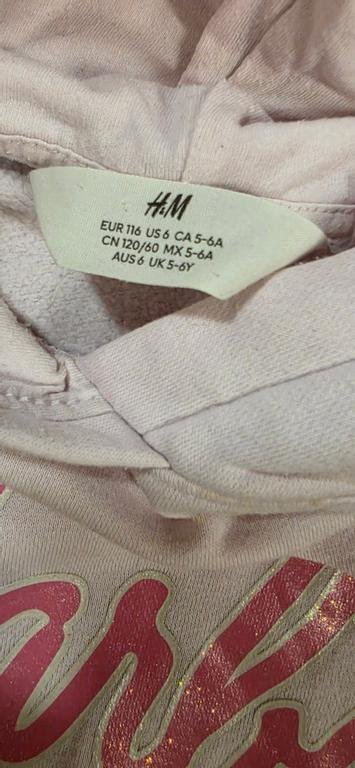 H&M
EUR 116 US 6 CA 5-6A
CN 120/60 MX 5-6A
AUS 6 UK 5-6Y